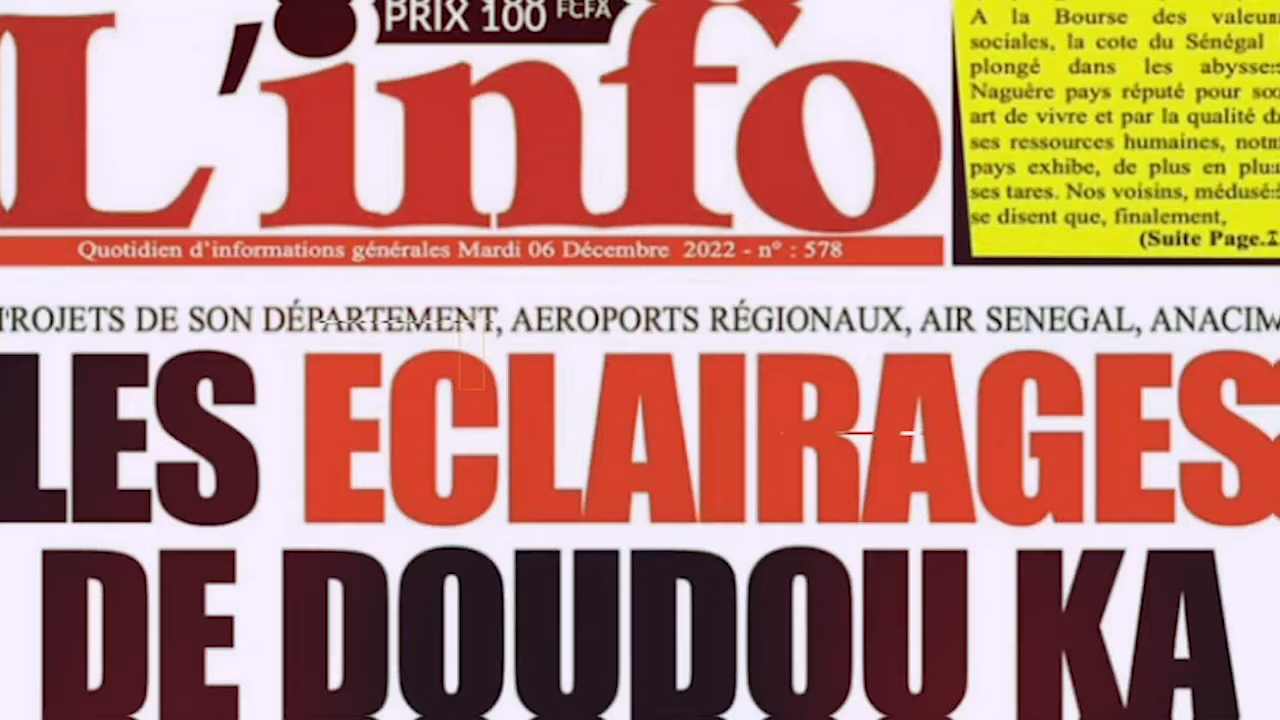 PRIX 100 FCFA
L'info
Quotidien d'informations générales Mardi 06 Décembre 2022 - n° : 578
A la Bourse des
sociales, la cote du Sénégal
plongé dans les
Naguère pays réputé pour
art de vivre et par la qualité
ses ressources humaines,
pays exhibe, de plus en
ses tares. Nos voisins,
se disent que, finalement,
(Suite Page.
PROJETS DE SON DÉPARTEMENT, AEROPORTS RÉGIONAUX, AIR SENEGAL, ANACIM
LES ECLAIRAGES
DE DOUDOU KA